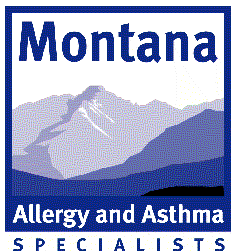 Montana
Allergy and Asthma
SPECIALISTS